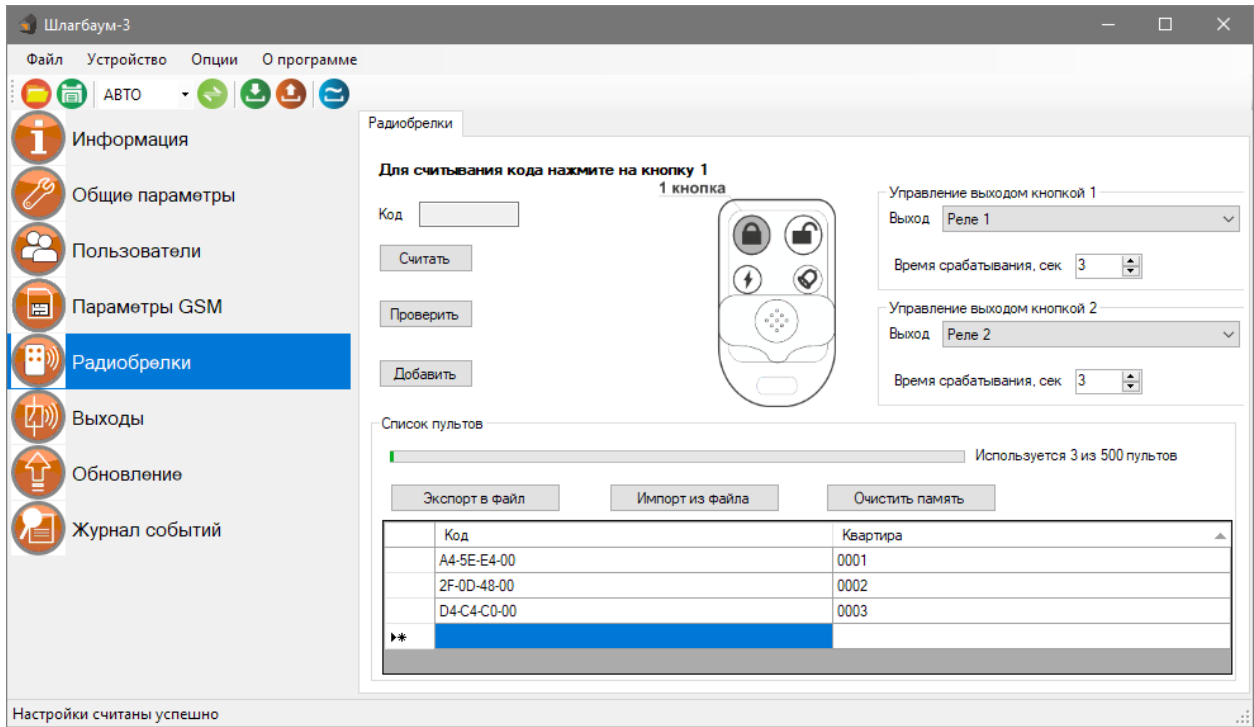 Шлагбаум-3
Файл Устройство Опции О программе
АВТО
Информация
Общие параметры
Пользователи
Параметры GSM
Радиобрелки
Выходы
Обновление
Журнал событий
Радиобрелки
Для считывания кода нажмите на кнопку 1
1 кнопка
Код
Считать
Проверить
Добавить
Управление выходом кнопкой 1
Выход Реле 1
Время срабатывания, сек 3
Управление выходом кнопкой 2
Выход Реле 2
Время срабатывания, сек 3
Список пультов
Используется 3 из 500 пультов
Экспорт в файл Импорт из файла Очистить память
Код Квартира
A4-5E-E4-00 0001
2F-0D-48-00 0002
D4-C4-C0-00 0003
Настройки считаны успешно